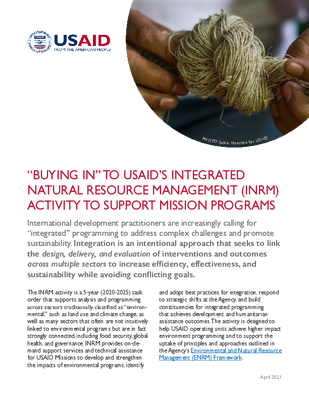 USAID
FROM THE AMERICAN PEOPLE
“BUYING IN” TO USAID’S INTEGRATED
NATURAL RESOURCE MANAGEMENT (INRM)
ACTIVITY TO SUPPORT MISSION PROGRAMS
International development practitioners are increasingly calling for
“integrated” programming to address complex challenges and promote
sustainability. Integration is an intentional approach that seeks to link
the design, delivery, and evaluation of interventions and outcomes
across multiple sectors to increase efficiency, effectiveness, and
sustainability while avoiding conflicting goals.
The INRM activity is a 5-year (2020-2025) task
order that supports analysis and programming
across sectors traditionally classified as “environ-
mental,” such as land use and climate change, as
well as many sectors that often are not intuitively
linked to environmental programs but are in fact
strongly connected, including food security, global
health, and governance. INRM provides on-de-
mand support services and technical assistance
for USAID Missions to develop and strengthen
the impacts of environmental programs, identify
and adopt best practices for integration, respond
to strategic shifts at the Agency, and build
constituencies for integrated programming
that achieves development and humanitarian
assistance outcomes. The activity is designed to
help USAID operating units achieve higher impact
environment programming and to support the
uptake of principles and approaches outlined in
the Agency’s Environmental and Natural Resource
Management (ENRM) Framework.
April 2021